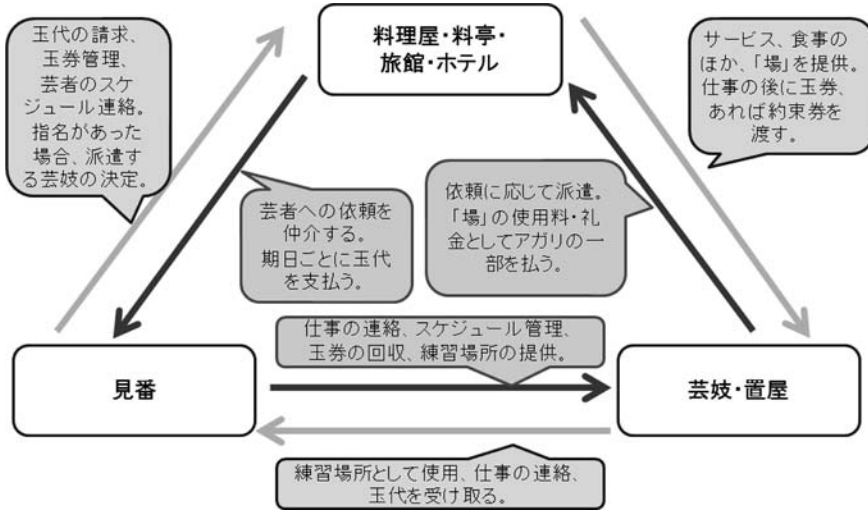 玉代の請求、
玉券管理、
芸者のスケ
ジュール連絡。
指名があった
場合、派遣す
る芸妓の決定。
料理屋・料亭・
旅館・ホテル
サービス、食事の
ほか、「場」を提供。
仕事の後に玉券、
あれば約束券を
渡す。
芸者への依頼を
仲介する。
期日ごとに玉代
を支払う。
依頼に応じて派遣。
「場」の使用料・礼
金としてアガリの一
部を払う。
仕事の連絡、スケジュール管理、
玉券の回収、練習場所の提供。
見番
芸妓・置屋
練習場所として使用、仕事の連絡、
玉代を受け取る。